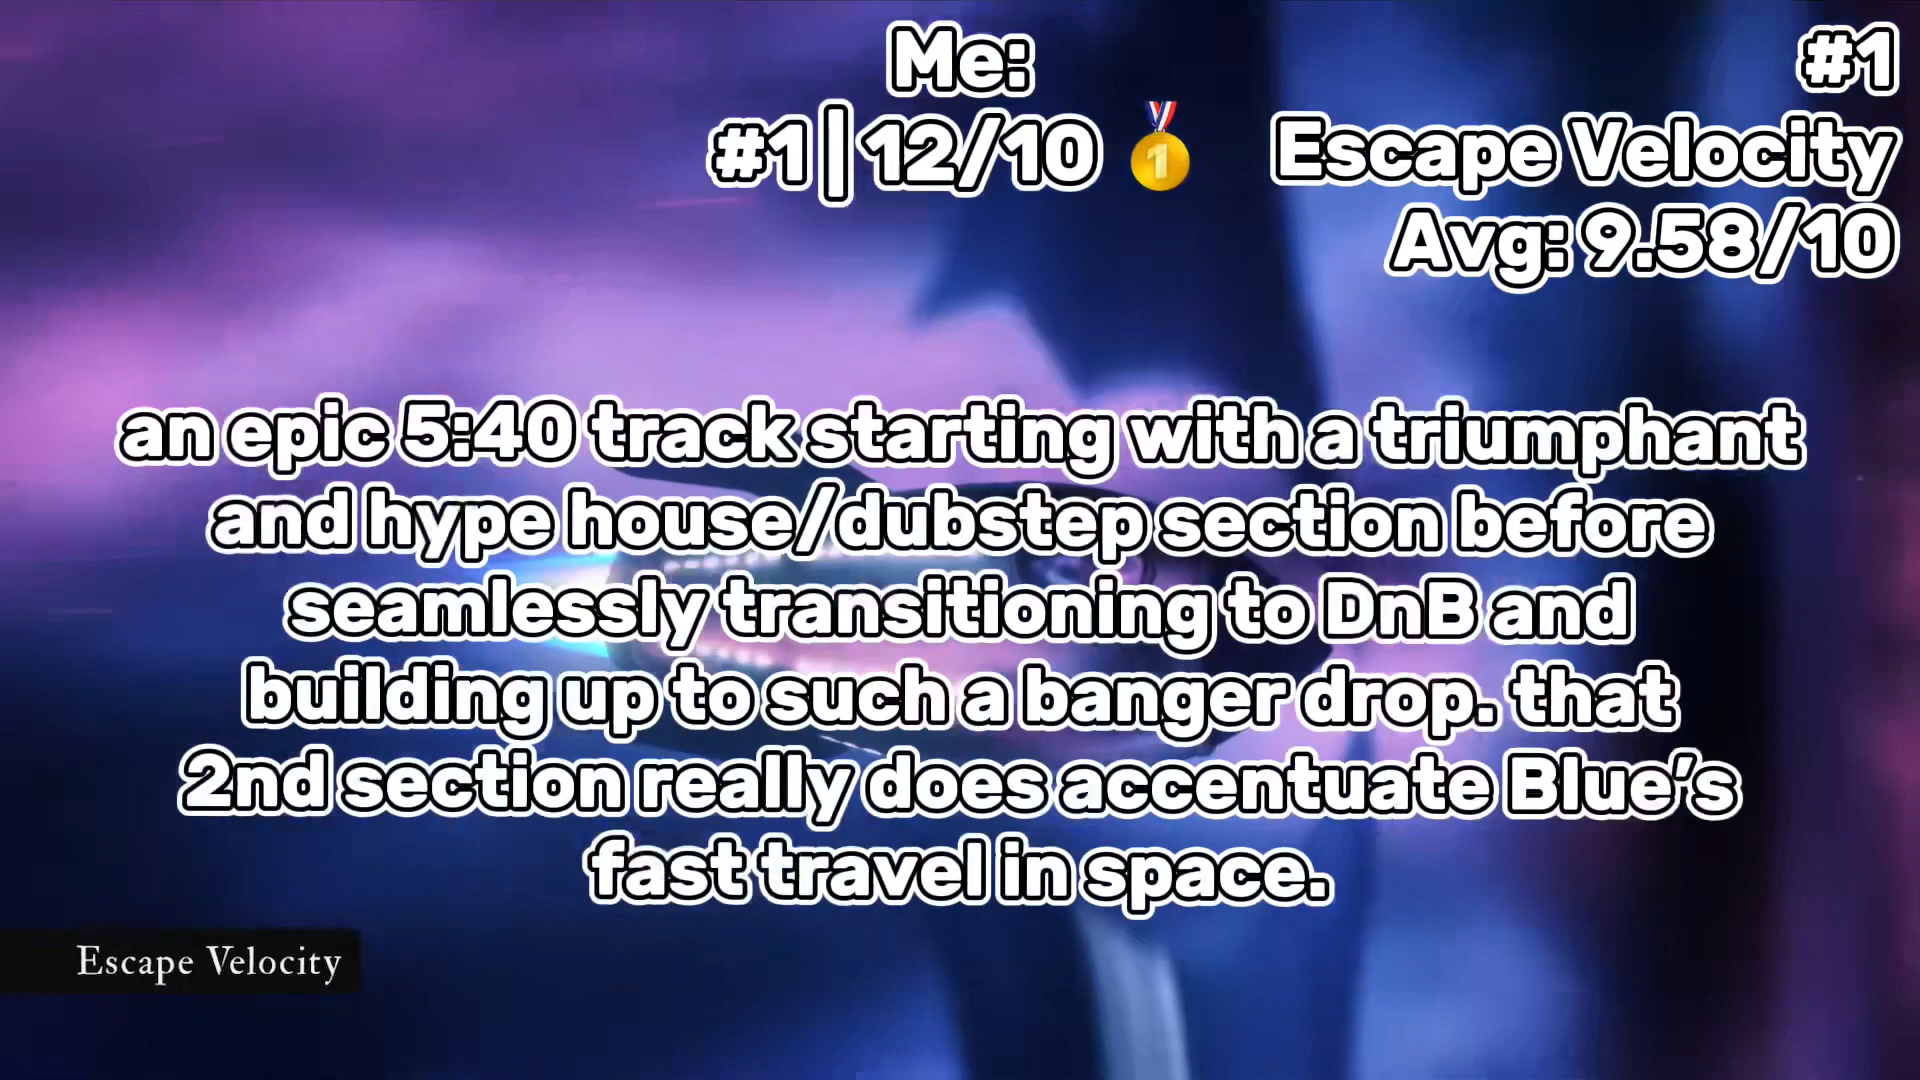 Me:
#1 | 12/10 🥇
#1
Escape Velocity
Avg: 9.58/10
an epic 5:40 track starting with a triumphant
and hype house/dubstep section before
seamlessly transitioning to DnB and
building up to such a banger drop. that
2nd section really does accentuate Blue's
fast travel in space.
Escape Velocity